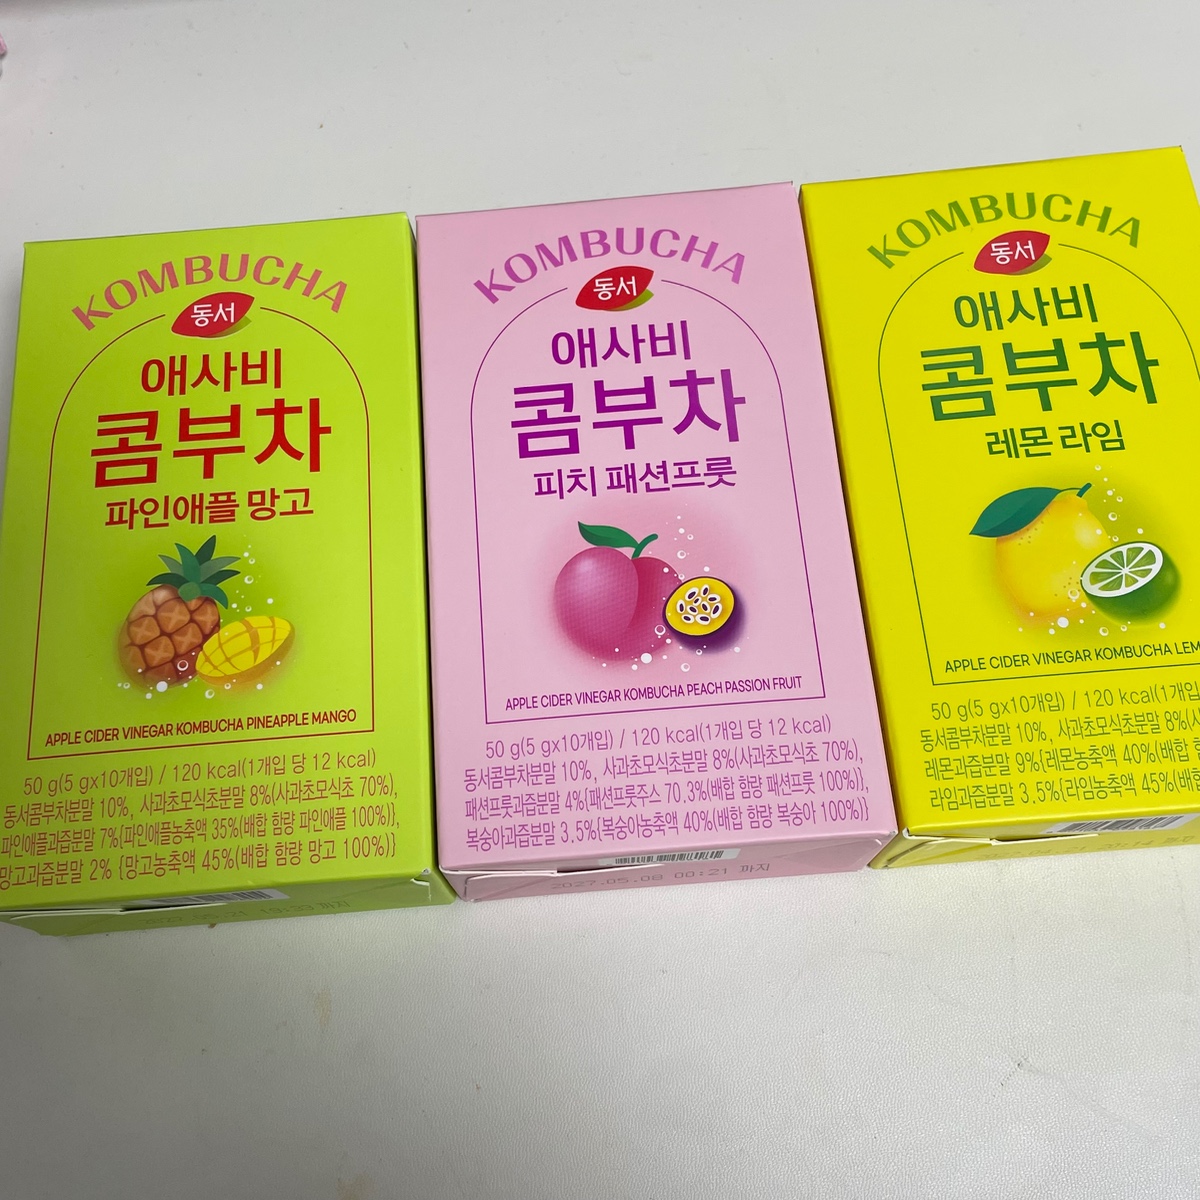 KOMBUCHA
동서
애사비
콤부차
파인애플 망고
APPLE CIDER VINEGAR KOMBUCHA PINEAPPLE MANGO
50 g(5 gx10개입) / 120 kcal(1개입 당 12 kcal)
동서콤부차분말 10%, 사과초모식초분말 8%(사과초모식초 70%),
파인애플과즙분말 7%{파인애플농축액 35%(배합 함량 파인애플 100%)},
망고과즙분말 2% {망고농축액 45%(배합 함량 망고 100%)}
KOMBUCHA
동서
애사비
콤부차
피치 패션프룻
APPLE CIDER VINEGAR KOMBUCHA PEACH PASSION FRUIT
50 g(5 gx10개입) / 120 kcal(1개입 당 12 kcal)
동서콤부차분말 10%, 사과초모식초분말 8%(사과초모식초 70%),
패션프룻과즙분말 4%{패션프룻주스 70.3%(배합 함량 패션프룻 100%)},
복숭아과즙분말 3.5%{복숭아농축액 40%(배합 함량 복숭아 100%)}
2027.05.08 00:21 까지
KOMBUCHA
동서
애사비
콤부차
레몬 라임
APPLE CIDER VINEGAR KOMBUCHA LEM
50 g(5 gx10개입) / 120 kcal(1개입
동서콤부차분말 10%, 사과초모식초분말 8%(
레몬과즙분말 9%{레몬농축액 40%(배합
라임과즙분말 3.5%{라임농축액 45%(배합